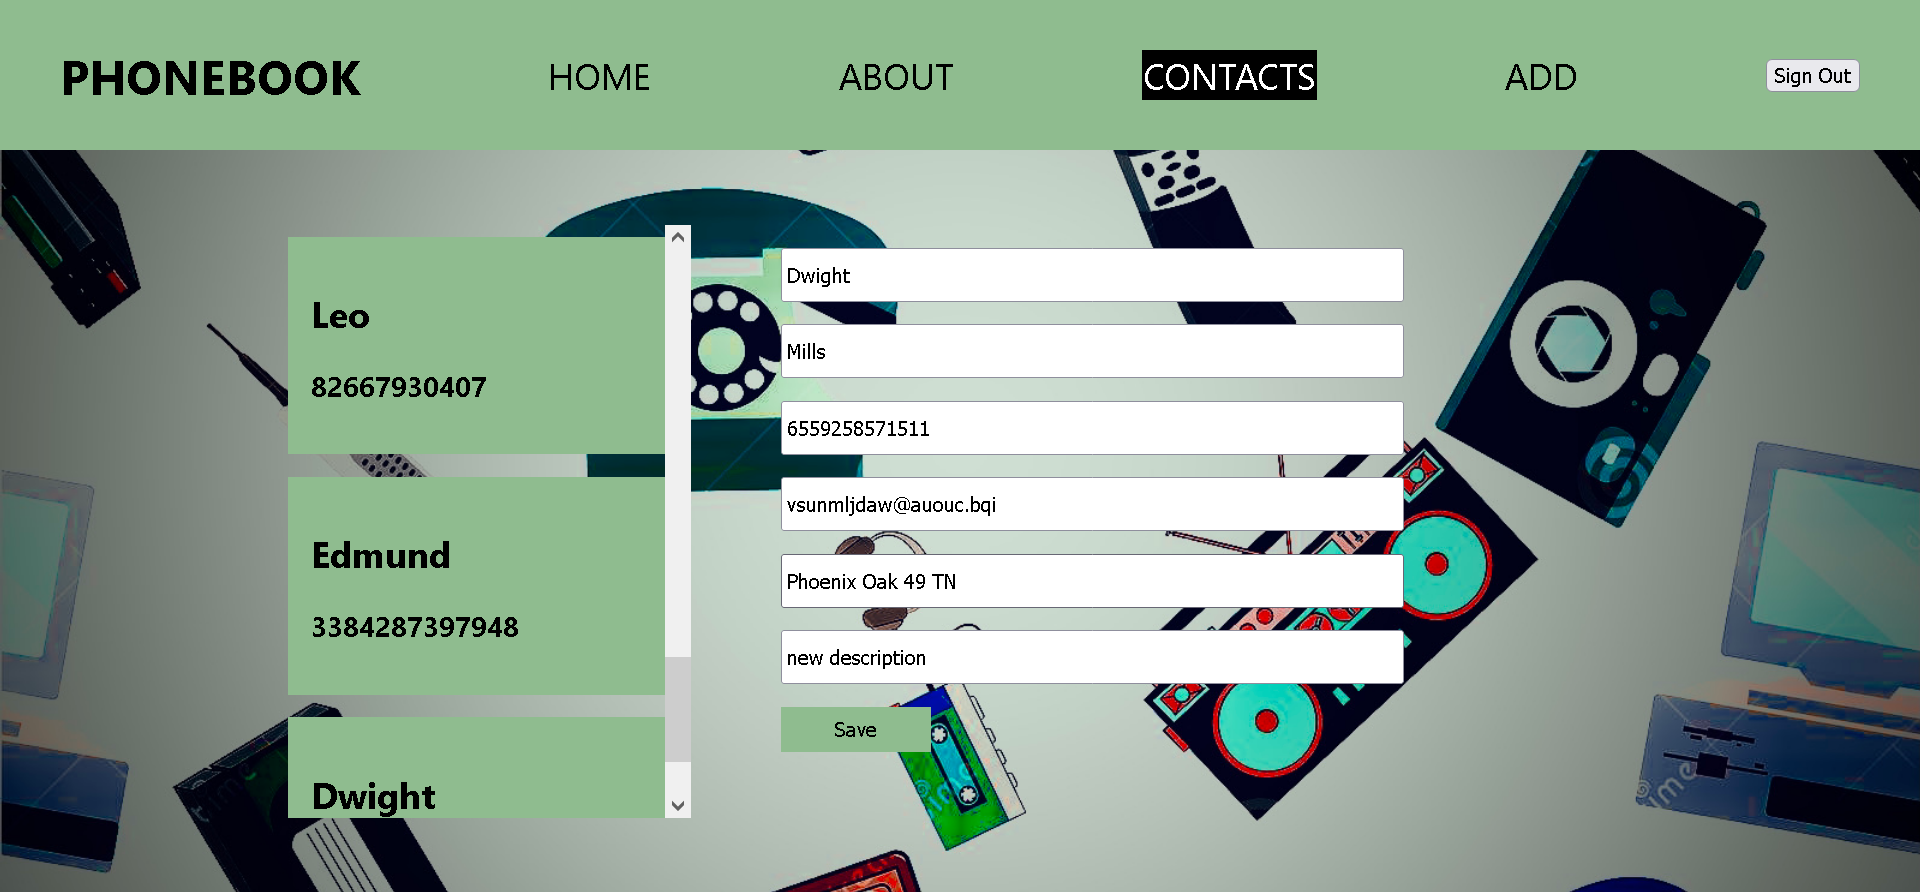 PHONEBOOK
HOME
ABOUT
CONTACTS
ADD
Sign Out
Leo
82667930407
Edmund
3384287397948
Dwight
Dwight
Mills
6559258571511
vsunmljdaw@auouc.bqi
Phoenix Oak 49 TN
new description
Save